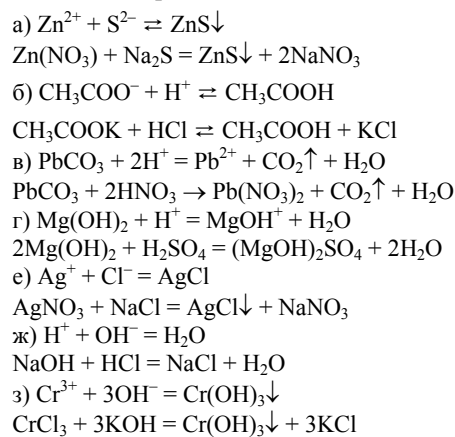 а) Zn²⁺ + S²⁻ ⇄ ZnS↓
Zn(NO₃) + Na₂S = ZnS↓ + 2NaNO₃
б) CH₃COO⁻ + H⁺ ⇄ CH₃COOH
CH₃COOK + HCl ⇄ CH₃COOH + KCl
в) PbCO₃ + 2H⁺ = Pb²⁺ + CO₂↑ + H₂O
PbCO₃ + 2HNO₃ → Pb(NO₃)₂ + CO₂↑ + H₂O
г) Mg(OH)₂ + H⁺ = MgOH⁺ + H₂O
2Mg(OH)₂ + H₂SO₄ = (MgOH)₂SO₄ + 2H₂O
е) Ag⁺ + Cl⁻ = AgCl
AgNO₃ + NaCl = AgCl↓ + NaNO₃
ж) H⁺ + OH⁻ = H₂O
NaOH + HCl = NaCl + H₂O
з) Cr³⁺ + 3OH⁻ = Cr(OH)₃↓
CrCl₃ + 3KOH = Cr(OH)₃↓ + 3KCl